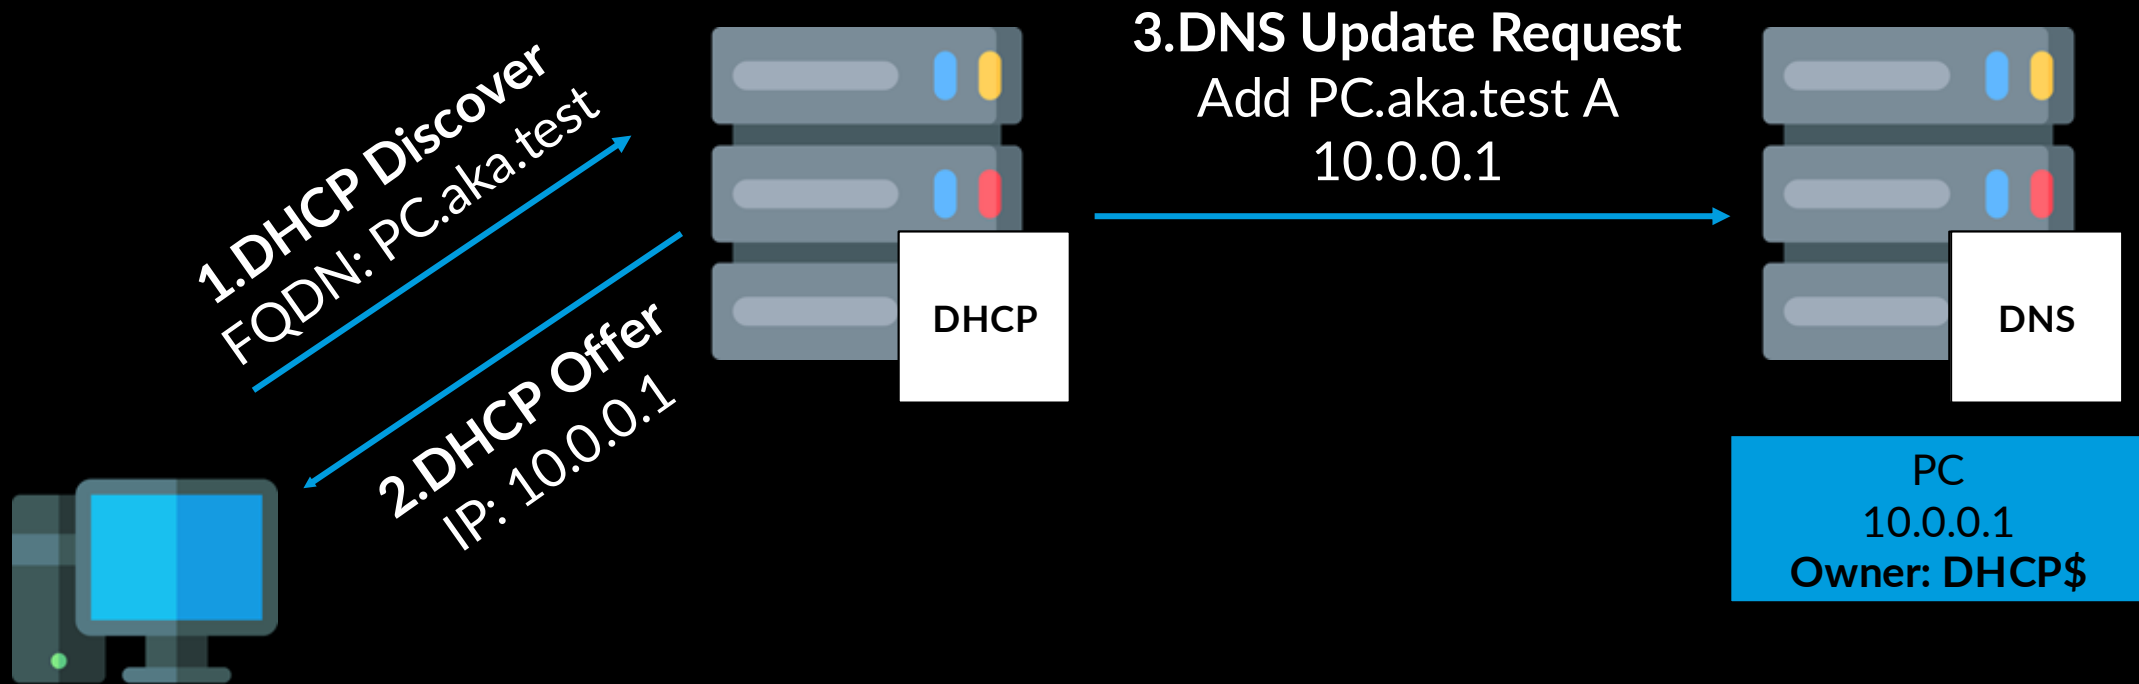 1.DHCP Discover
FQDN: PC.aka.test
2.DHCP Offer
IP: 10.0.0.1
DHCP
3.DNS Update Request
Add PC.aka.test A
10.0.0.1
DNS
PC
10.0.0.1
Owner: DHCP$